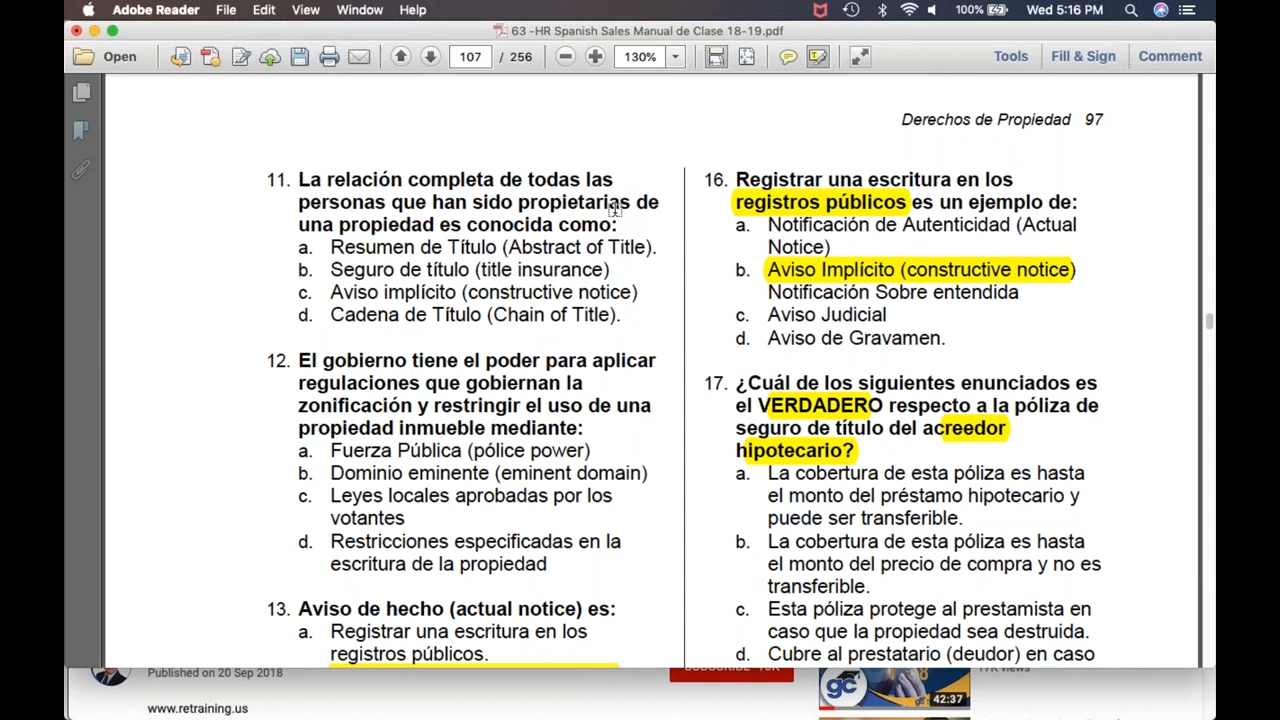 Adobe Reader File Edit View Window Help 100% Wed 5:16 PM
63 -HR Spanish Sales Manual de Clase 18-19.pdf
Open 107 / 256 130% Tools Fill & Sign Comment
Derechos de Propiedad 97
11. La relación completa de todas las
personas que han sido propietarias de
una propiedad es conocida como:
a. Resumen de Título (Abstract of Title).
b. Seguro de título (title insurance)
c. Aviso implícito (constructive notice)
d. Cadena de Título (Chain of Title).
12. El gobierno tiene el poder para aplicar
regulaciones que gobiernan la
zonificación y restringir el uso de una
propiedad inmueble mediante:
a. Fuerza Pública (pólice power)
b. Dominio eminente (eminent domain)
c. Leyes locales aprobadas por los
votantes
d. Restricciones especificadas en la
escritura de la propiedad
13. Aviso de hecho (actual notice) es:
a. Registrar una escritura en los
registros públicos.
16. Registrar una escritura en los
registros públicos es un ejemplo de:
a. Notificación de Autenticidad (Actual
Notice)
b. Aviso Implícito (constructive notice)
Notificación Sobre entendida
c. Aviso Judicial
d. Aviso de Gravamen.
17. ¿Cuál de los siguientes enunciados es
el VERDADERO respecto a la póliza de
seguro de título del acreedor
hipotecario?
a. La cobertura de esta póliza es hasta
el monto del préstamo hipotecario y
puede ser transferible.
b. La cobertura de esta póliza es hasta
el monto del precio de compra y no es
transferible.
c. Esta póliza protege al prestamista en
caso que la propiedad sea destruida.
d. Cubre al prestatario (deudor) en caso
Published on 20 Sep 2018
www.retraining.us
gc
42:37